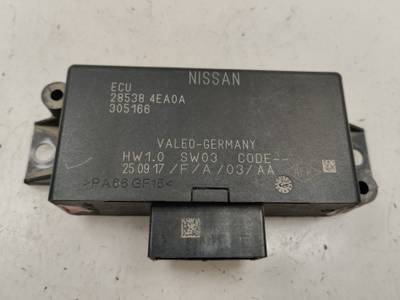 NISSAN
ECU
28538 4EA0A
305166
VALEO-GERMANY
HW1.0 SW03 CODE--
25.09.17 /F/A/03/AA
>PA66 GF15<